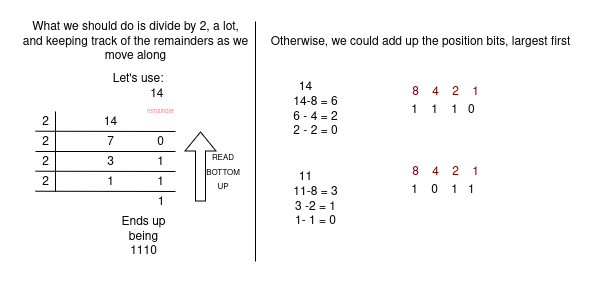 What we should do is divide by 2, a lot,
and keeping track of the remainders as we
move along
Let's use:
14
remainder
2 14
2 7 0
2 3 1
2 1 1
1
READ
BOTTOM
UP
Ends up
being
1110
Otherwise, we could add up the position bits, largest first
14
14-8 = 6
6 - 4 = 2
2 - 2 = 0
8 4 2 1
1 1 1 0
11
11-8 = 3
3 -2 = 1
1- 1 = 0
8 4 2 1
1 0 1 1